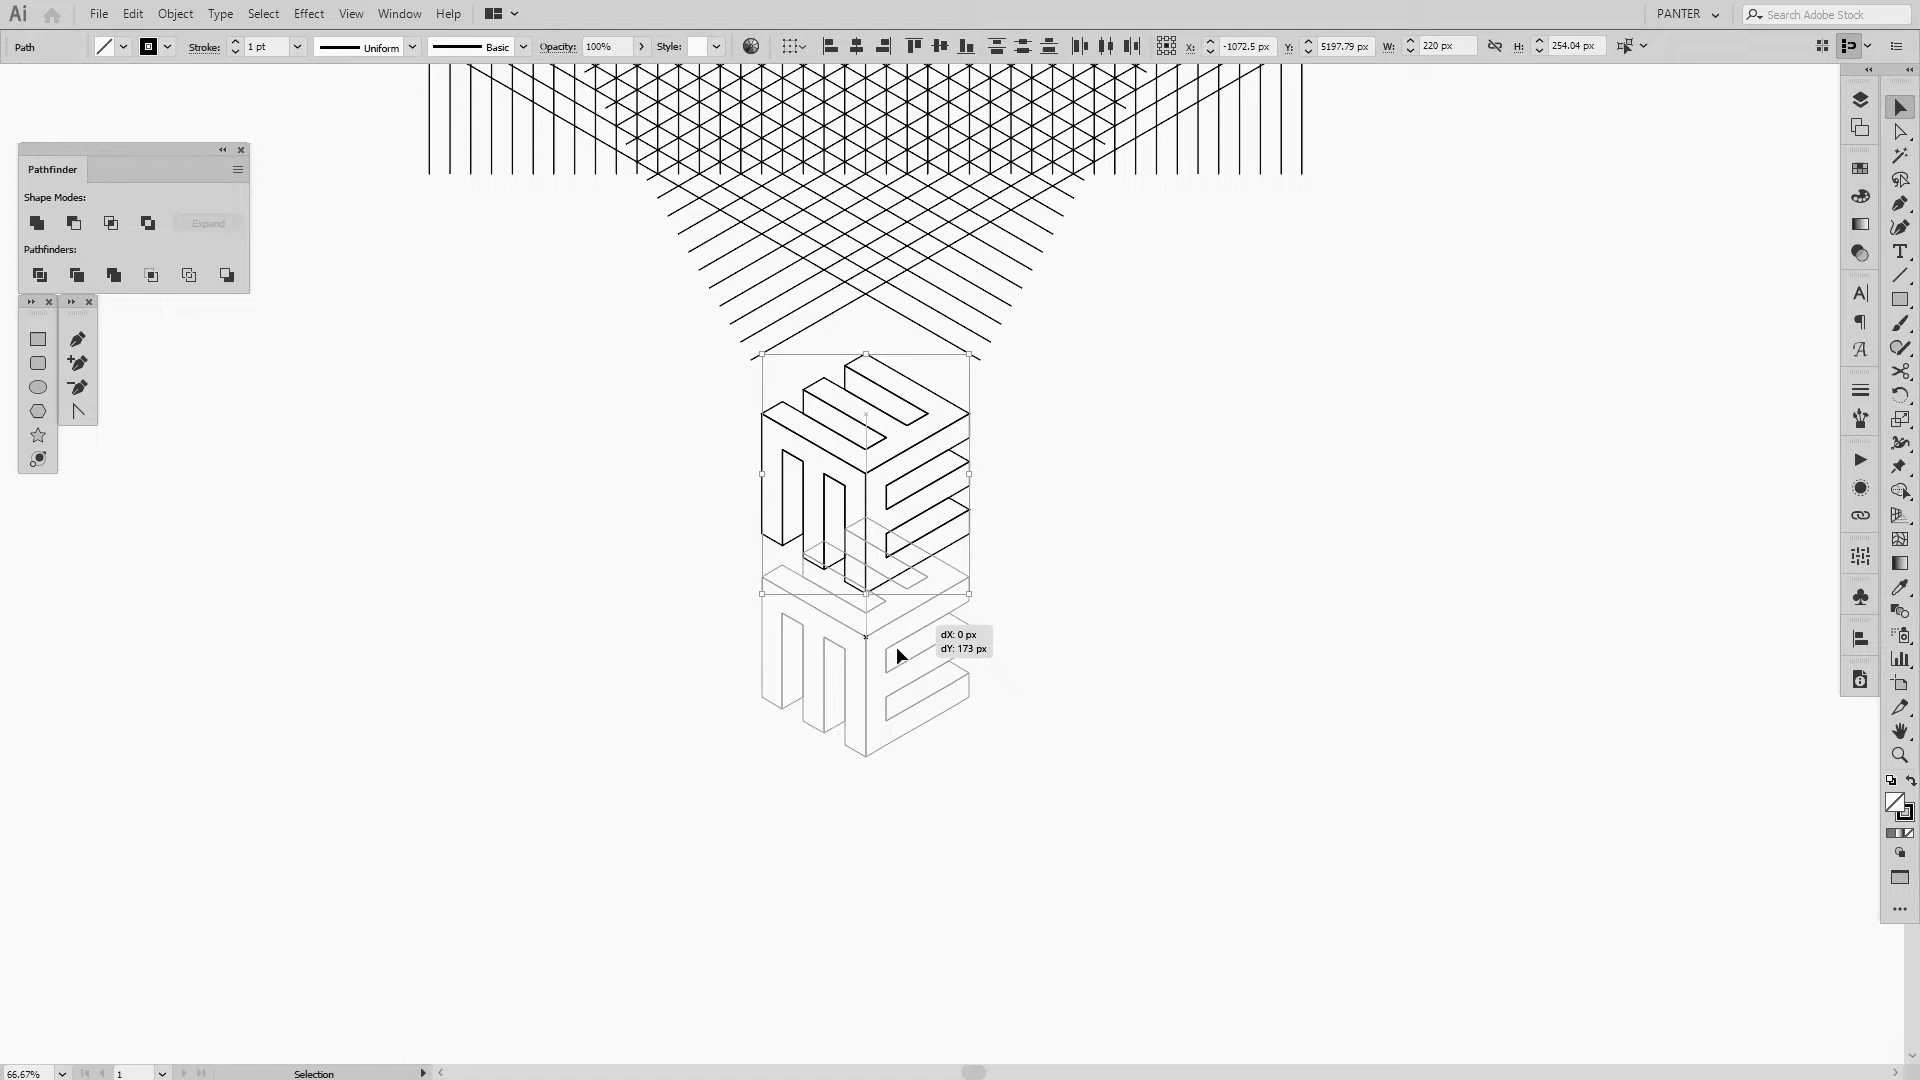 Ai File Edit Object Type Select Effect View Window Help PANTER Search Adobe Stock
Path Stroke: 1 pt Uniform Basic Opacity: 100% Style: X: -1072.5 px Y: 5197.79 px W: 220 px H: 254.04 px
Pathfinder
Shape Modes:
Expand
Pathfinders:
dX: 0 px
dY: 173 px
66.67% 1 Selection